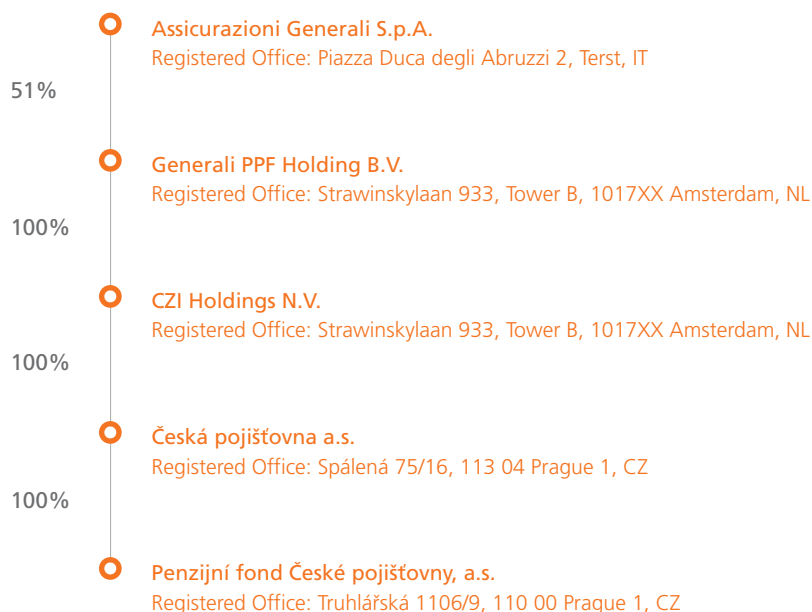 Assicurazioni Generali S.p.A.
Registered Office: Piazza Duca degli Abruzzi 2, Terst, IT
51%
Generali PPF Holding B.V.
Registered Office: Strawinskylaan 933, Tower B, 1017XX Amsterdam, NL
100%
CZI Holdings N.V.
Registered Office: Strawinskylaan 933, Tower B, 1017XX Amsterdam, NL
100%
Česká pojišťovna a.s.
Registered Office: Spálená 75/16, 113 04 Prague 1, CZ
100%
Penzijní fond České pojišťovny, a.s.
Registered Office: Truhlářská 1106/9, 110 00 Prague 1, CZ